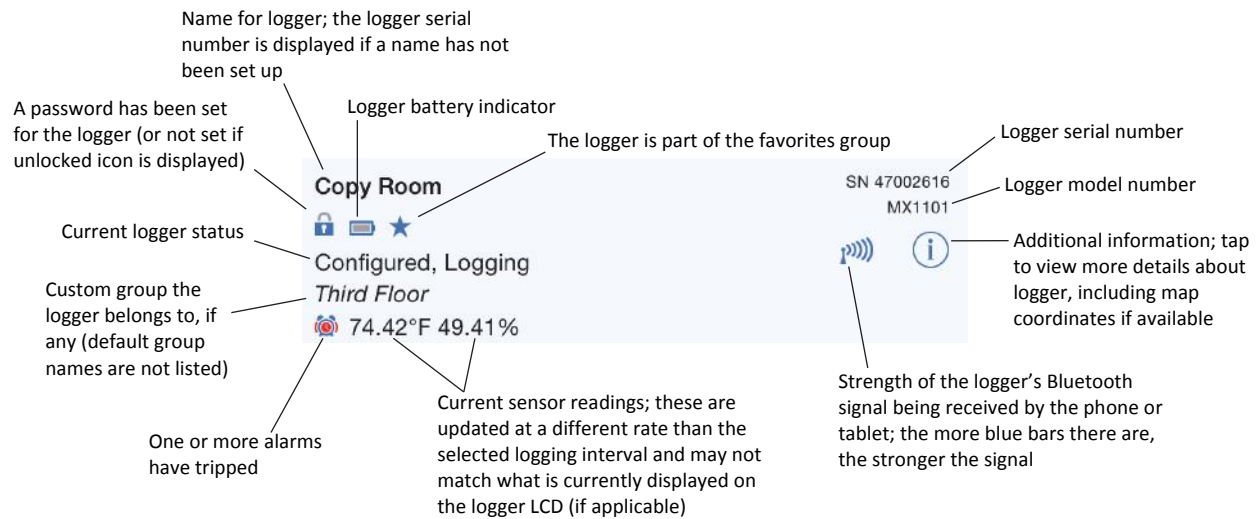 Name for logger; the logger serial
number is displayed if a name has not
been set up
A password has been set
for the logger (or not set if
unlocked icon is displayed)
Logger battery indicator
The logger is part of the favorites group
Logger serial number
Logger model number
Copy Room
SN 47002616
MX1101
Current logger status
Configured, Logging
Additional information; tap
to view more details about
logger, including map
coordinates if available
Custom group the
logger belongs to, if
any (default group
names are not listed)
Third Floor
74.42°F 49.41%
One or more alarms
have tripped
Current sensor readings; these are
updated at a different rate than the
selected logging interval and may not
match what is currently displayed on
the logger LCD (if applicable)
Strength of the logger’s Bluetooth
signal being received by the phone or
tablet; the more blue bars there are,
the stronger the signal